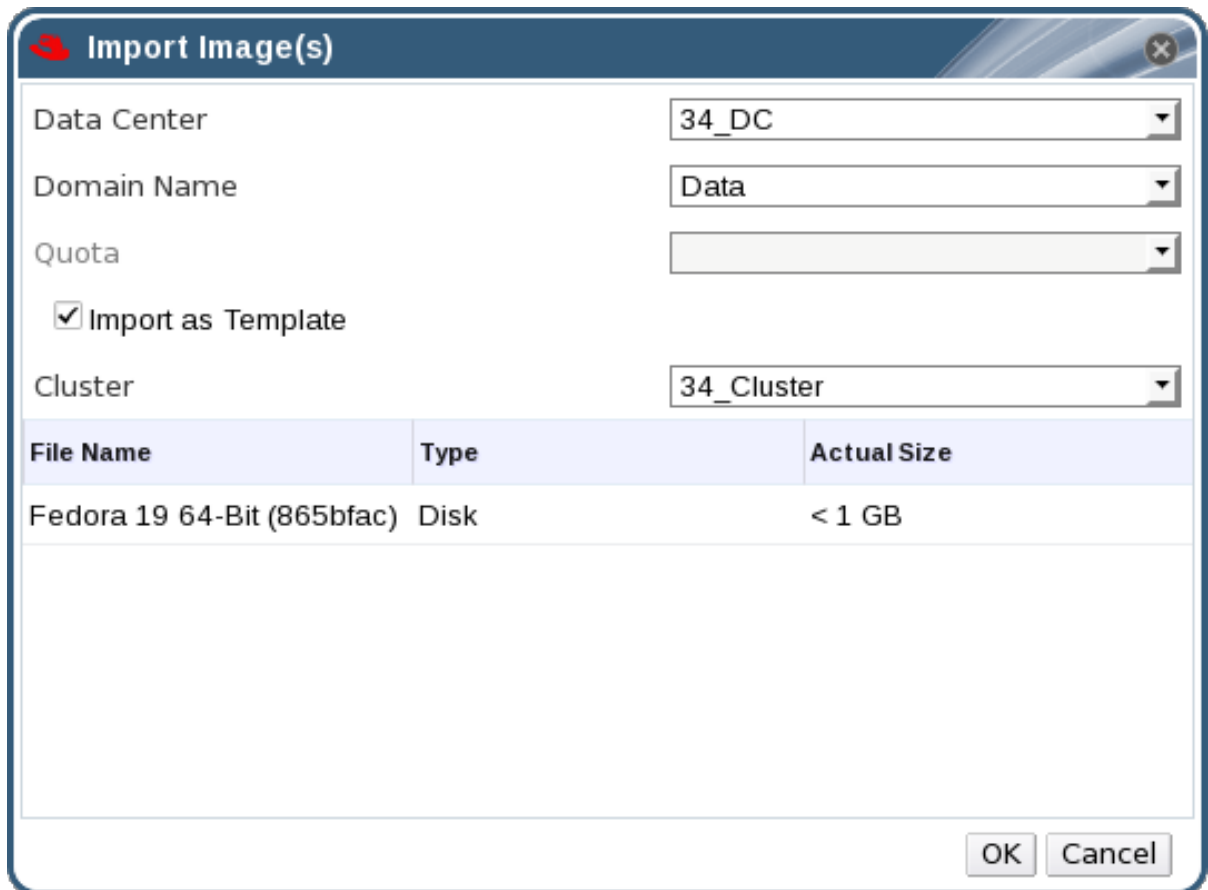 Import Image(s)
Data Center 34_DC
Domain Name Data
Quota
Import as Template
Cluster 34_Cluster
File Name Type Actual Size
Fedora 19 64-Bit (865bfac) Disk < 1 GB
OK Cancel